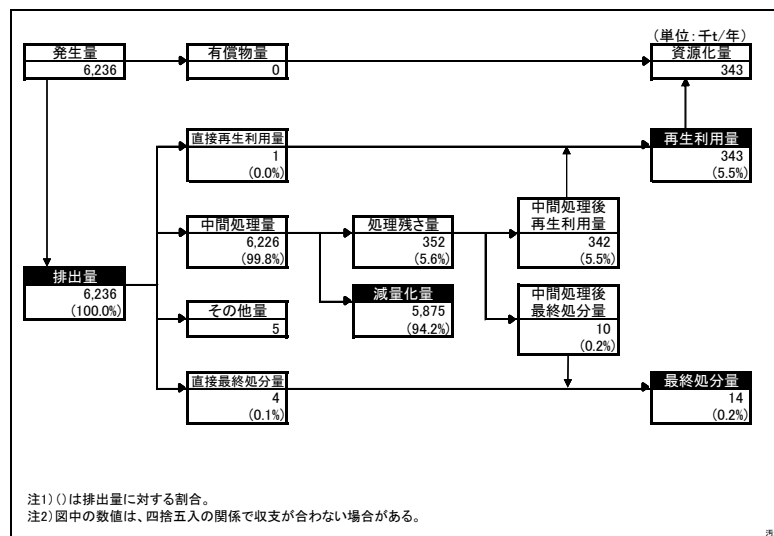 (単位:千t/年)
発生量
6,236
有償物量
0
資源化量
343
直接再生利用量
1
(0.0%)
再生利用量
343
(5.5%)
中間処理量
6,226
(99.8%)
処理残さ量
352
(5.6%)
中間処理後
再生利用量
342
(5.5%)
排出量
6,236
(100.0%)
減量化量
5,875
(94.2%)
その他量
5
中間処理後
最終処分量
10
(0.2%)
直接最終処分量
4
(0.1%)
最終処分量
14
(0.2%)
注1)()は排出量に対する割合。
注2)図中の数値は、四捨五入の関係で収支が合わない場合がある。